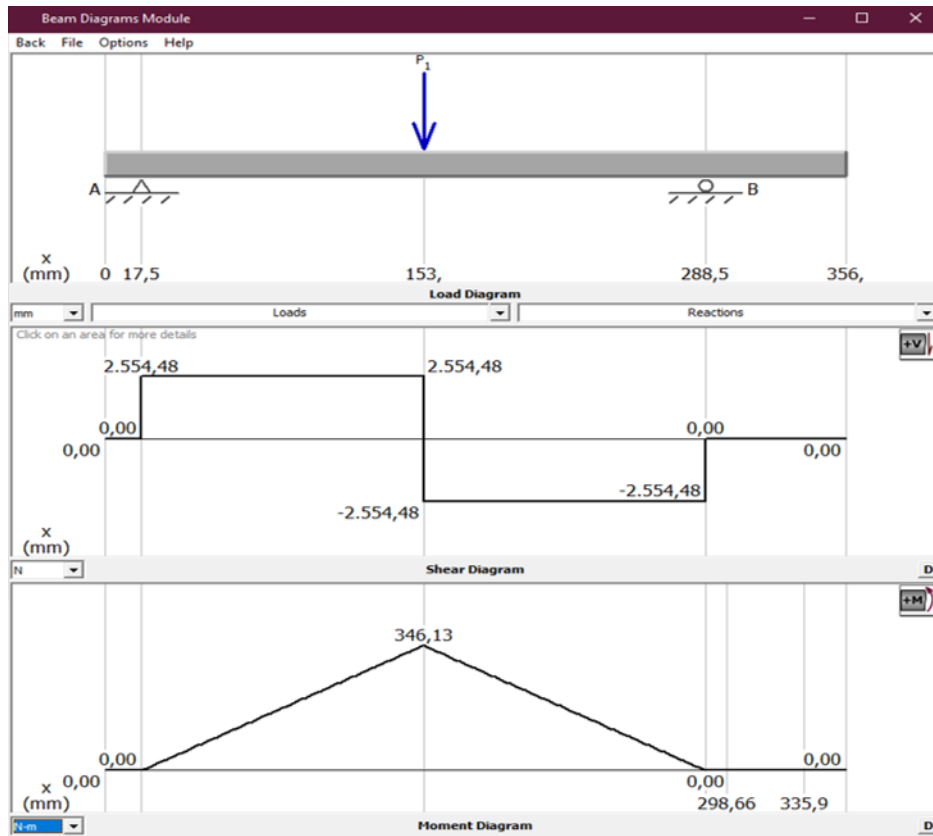 Beam Diagrams Module
Back File Options Help
P1
A
B
x
(mm) 0 17,5 153, 288,5 356,
Load Diagram
mm Loads Reactions
Click on an area for more details
+V
2.554,48 2.554,48
0,00 0,00
0,00 0,00
-2.554,48
-2.554,48
x
(mm)
N Shear Diagram D
+M
346,13
0,00 0,00
x 0,00 0,00
(mm) 298,66 335,9
N-m Moment Diagram D